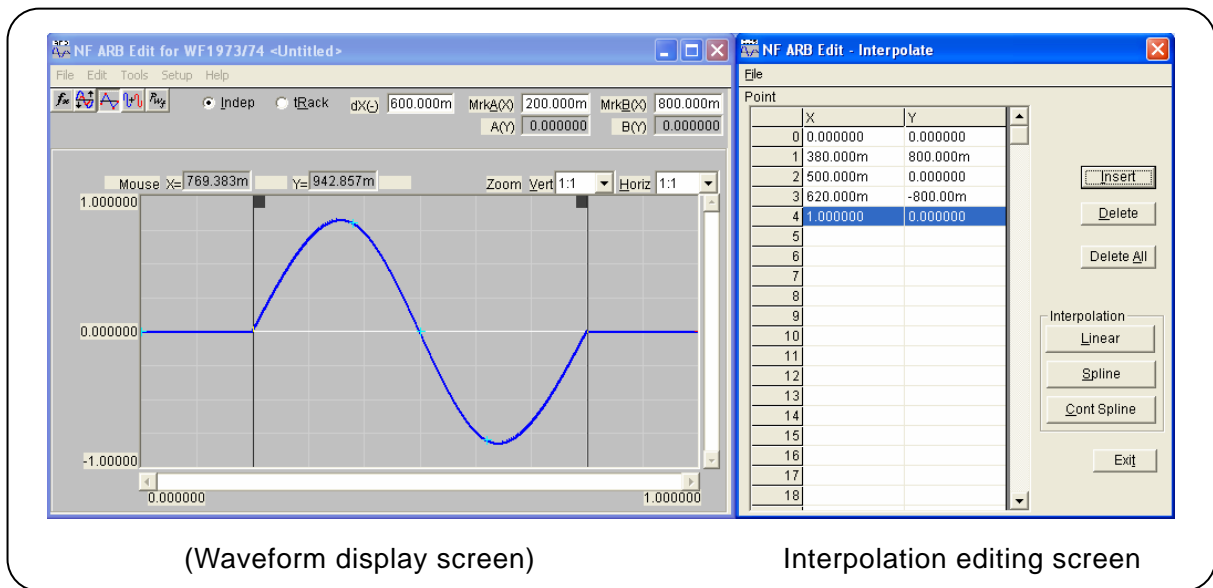 NF ARB Edit for WF1973/74 <Untitled>
File Edit Tools Setup Help
Indep tRack dX(-) 600.000m MrkA(X) 200.000m MrkB(X) 800.000m
A(Y) 0.000000 B(Y) 0.000000
Mouse X= 769.383m Y= 942.857m Zoom Vert 1:1 Horiz 1:1
1.000000
0.000000
-1.00000
0.000000 1.000000
NF ARB Edit - Interpolate
File
Point
X Y
0 0.000000 0.000000
1 380.000m 800.000m
2 500.000m 0.000000
3 620.000m -800.00m
4 1.000000 0.000000
5
6
7
8
9
10
11
12
13
14
15
16
17
18
Insert
Delete
Delete All
Interpolation
Linear
Spline
Cont Spline
Exit
(Waveform display screen) Interpolation editing screen